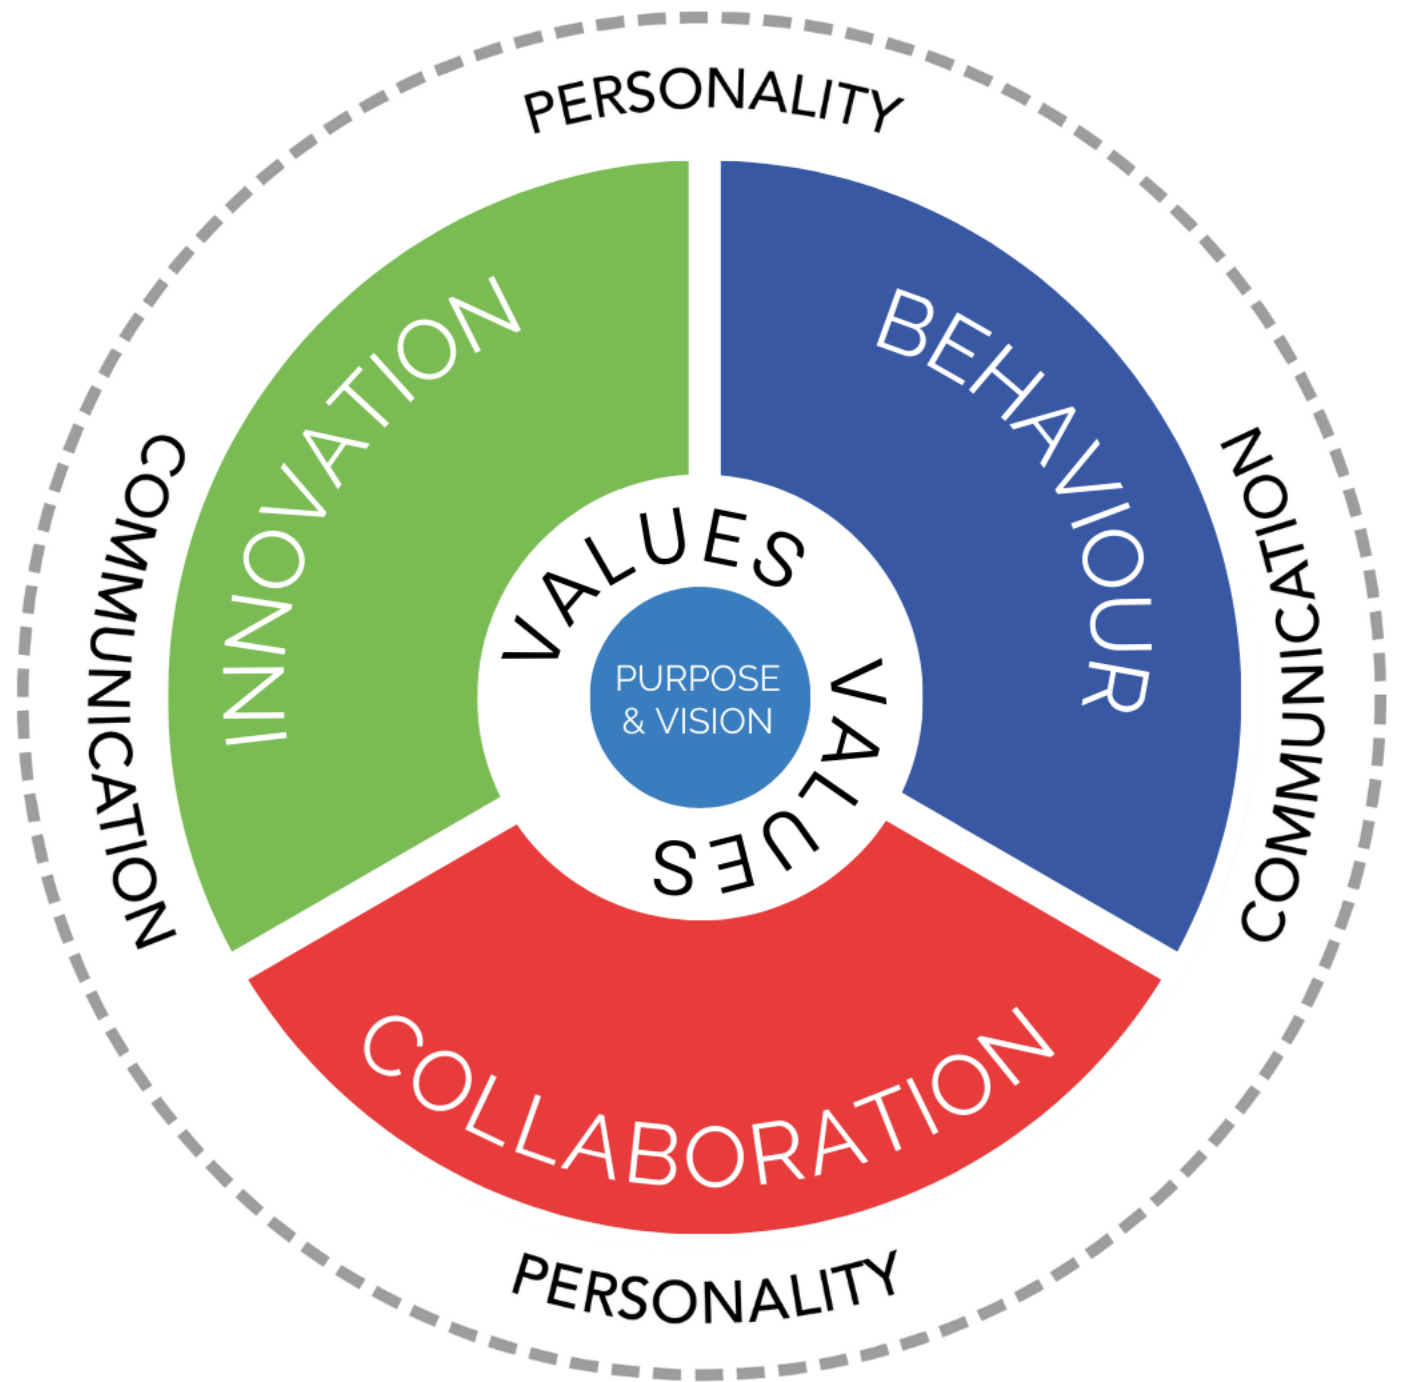 PERSONALITY
INNOVATION
BEHAVIOUR
COMMUNICATION
COMMUNICATION
VALUES
PURPOSE
& VISION
VALUES
COLLABORATION
PERSONALITY